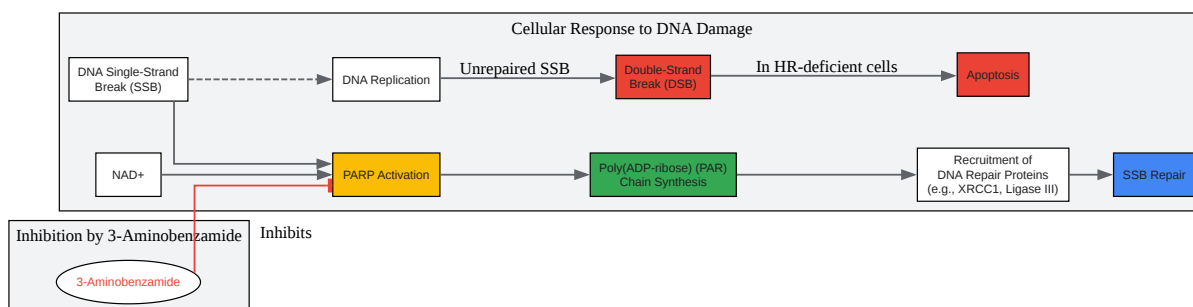 Cellular Response to DNA Damage
DNA Single-Strand
Break (SSB)
DNA Replication
Unrepaired SSB
Double-Strand
Break (DSB)
In HR-deficient cells
Apoptosis
NAD+
PARP Activation
Poly(ADP-ribose) (PAR)
Chain Synthesis
Recruitment of
DNA Repair Proteins
(e.g., XRCC1, Ligase III)
SSB Repair
Inhibition by 3-Aminobenzamide
Inhibits
3-Aminobenzamide